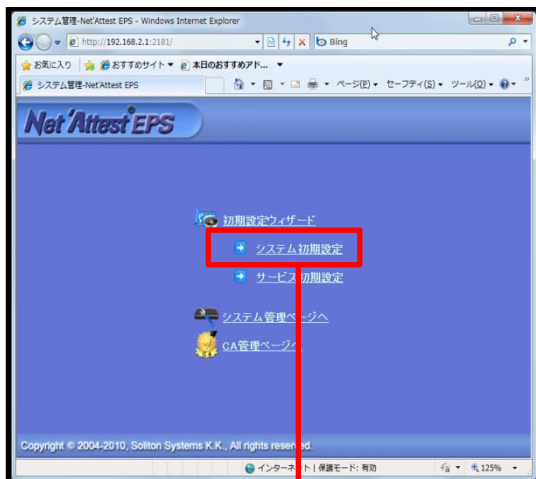 システム管理-Net'Attest EPS - Windows Internet Explorer
http://192.168.2.1:2181/
Bing
お気に入り おすすめサイト ▼ 本日のおすすめアド... ▼
システム管理-Net'Attest EPS
ページ(P) セーフティ(S) ツール(O)
Net'Attest EPS
初期設定ウィザード
システム初期設定
サービス初期設定
システム管理ページへ
CA管理ページへ
Copyright © 2004-2010, Soliton Systems K.K., All rights reserved.
インターネット | 保護モード: 有効
125%